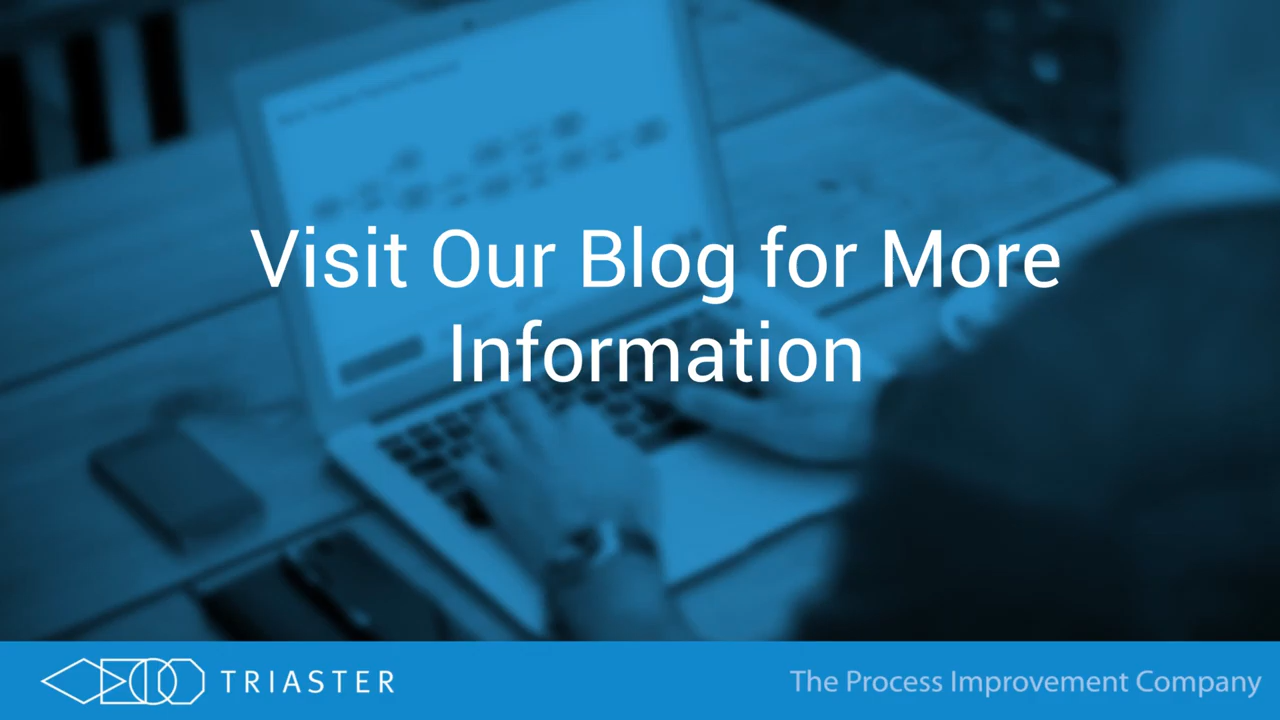 Visit Our Blog for More
Information
TRIASTER
The Process Improvement Company